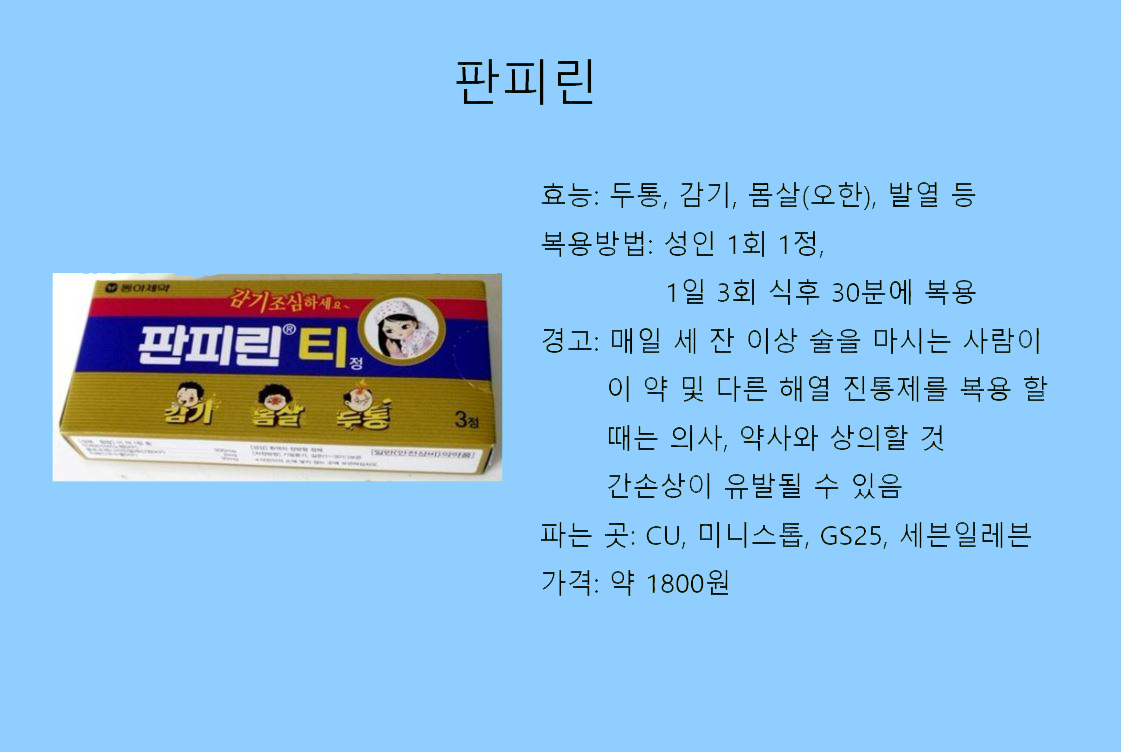 판피린
효능: 두통, 감기, 몸살(오한), 발열 등
복용방법: 성인 1회 1정,
1일 3회 식후 30분에 복용
경고: 매일 세 잔 이상 술을 마시는 사람이
이 약 및 다른 해열 진통제를 복용 할
때는 의사, 약사와 상의할 것
간손상이 유발될 수 있음
파는 곳: CU, 미니스톱, GS25, 세븐일레븐
가격: 약 1800원
동아제약
감기조심하세요~
판피린® 티 정
감기 몸살 두통
3정
300mg
일반(안전상비)의약품